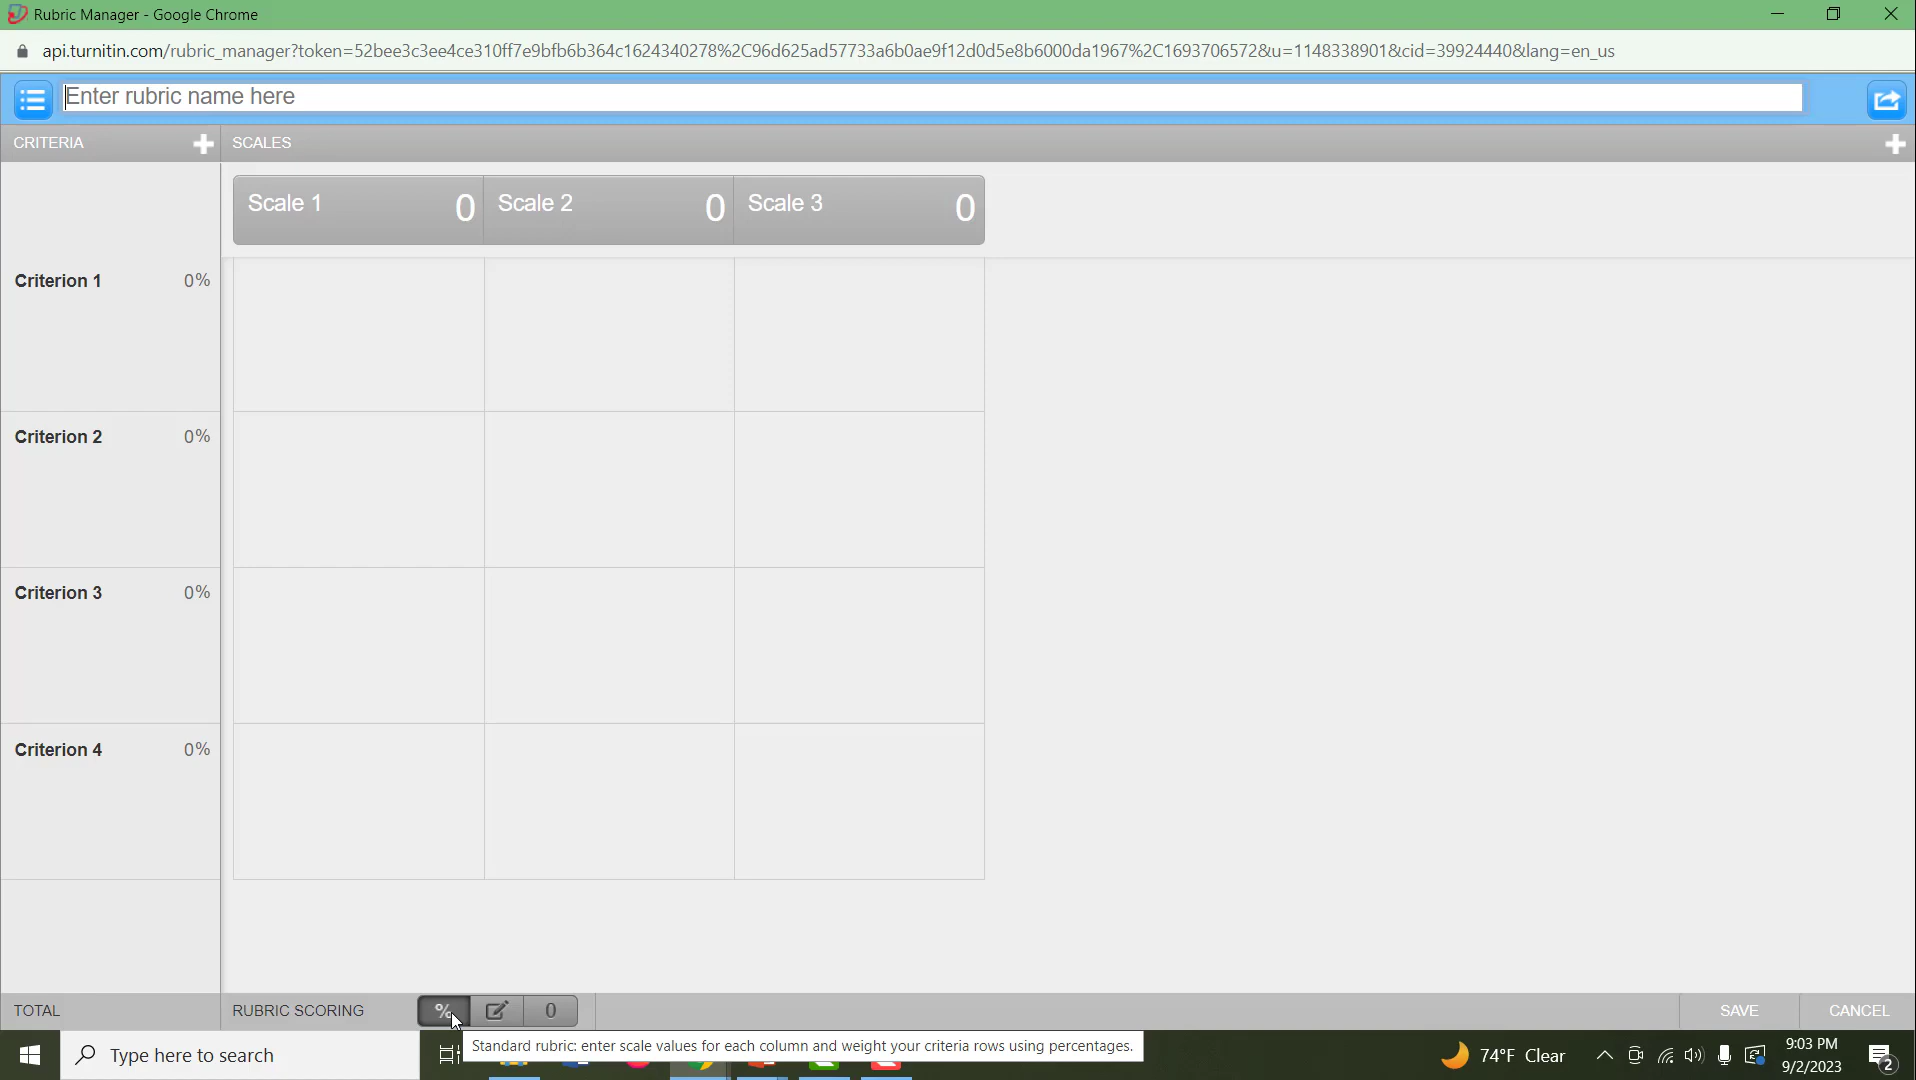 Rubric Manager - Google Chrome
api.turnitin.com/rubric_manager?token=52bee3c3ee4ce310ff7e9bfb6b364c1624340278%2C96d625ad57733a6b0ae9f12d0d5e8b6000da1967%2C1693706572&u=1148338901&cid=39924440&lang=en_us
Enter rubric name here
CRITERIA SCALES
Scale 1 0 Scale 2 0 Scale 3 0
Criterion 1 0%
Criterion 2 0%
Criterion 3 0%
Criterion 4 0%
TOTAL RUBRIC SCORING % 0 SAVE CANCEL
Type here to search
Standard rubric: enter scale values for each column and weight your criteria rows using percentages.
74°F Clear
9:03 PM
9/2/2023
2